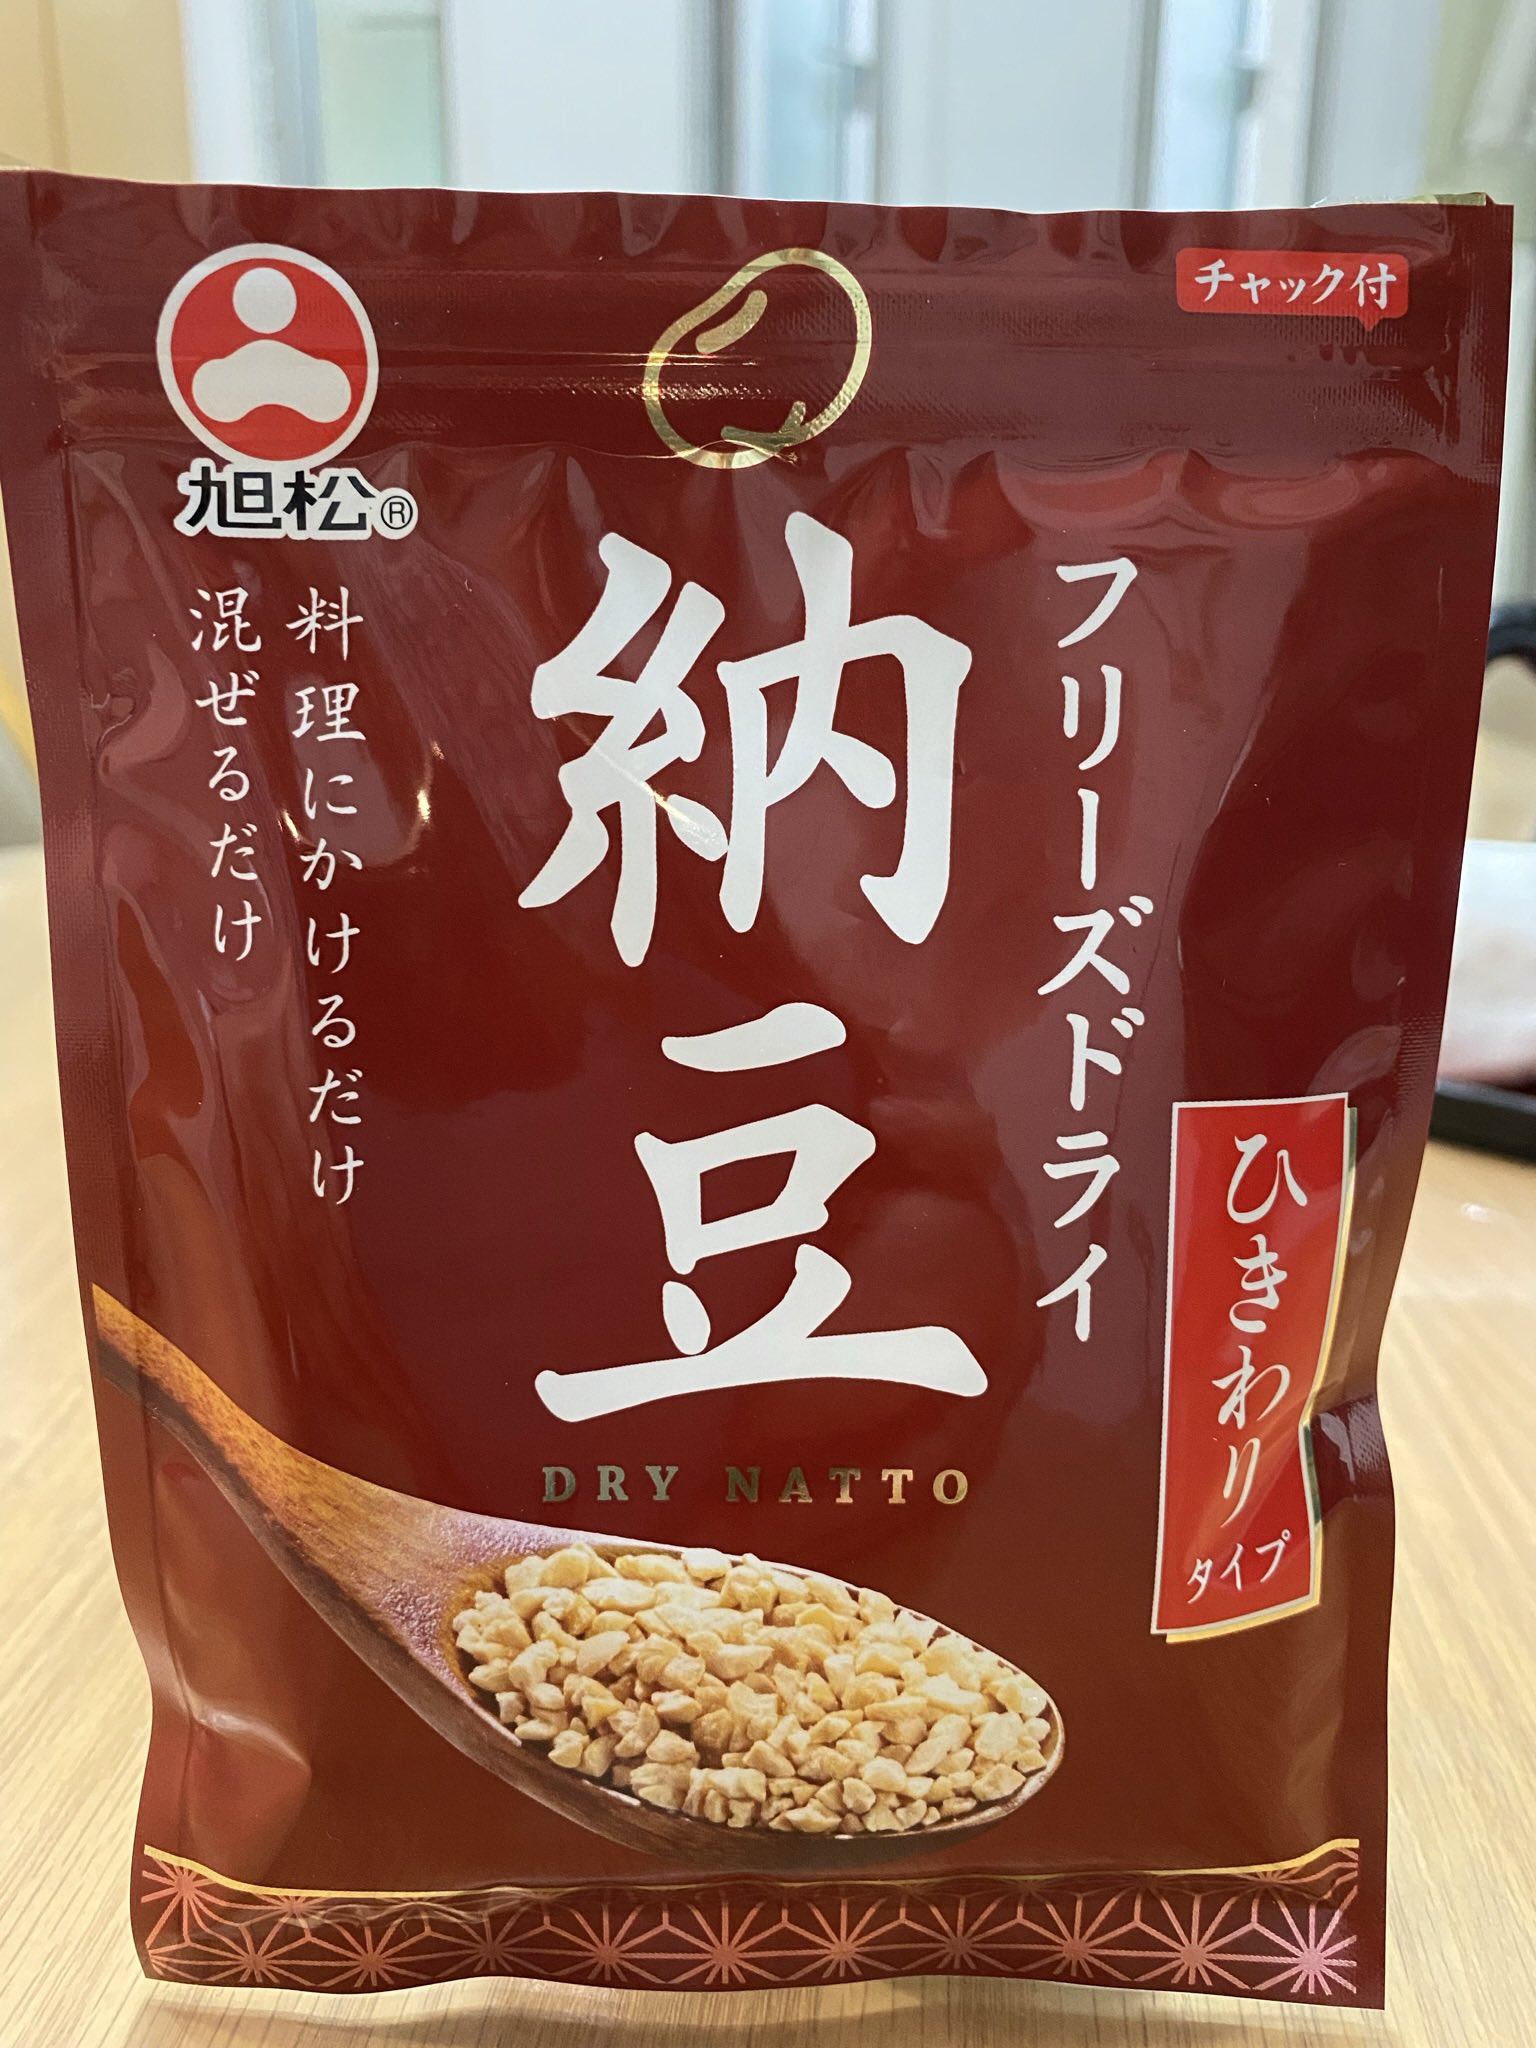 チャック付
旭松®
フリーズドライ
納豆
DRY NATTO
ひきわり
タイプ
料理にかけるだけ
混ぜるだけ